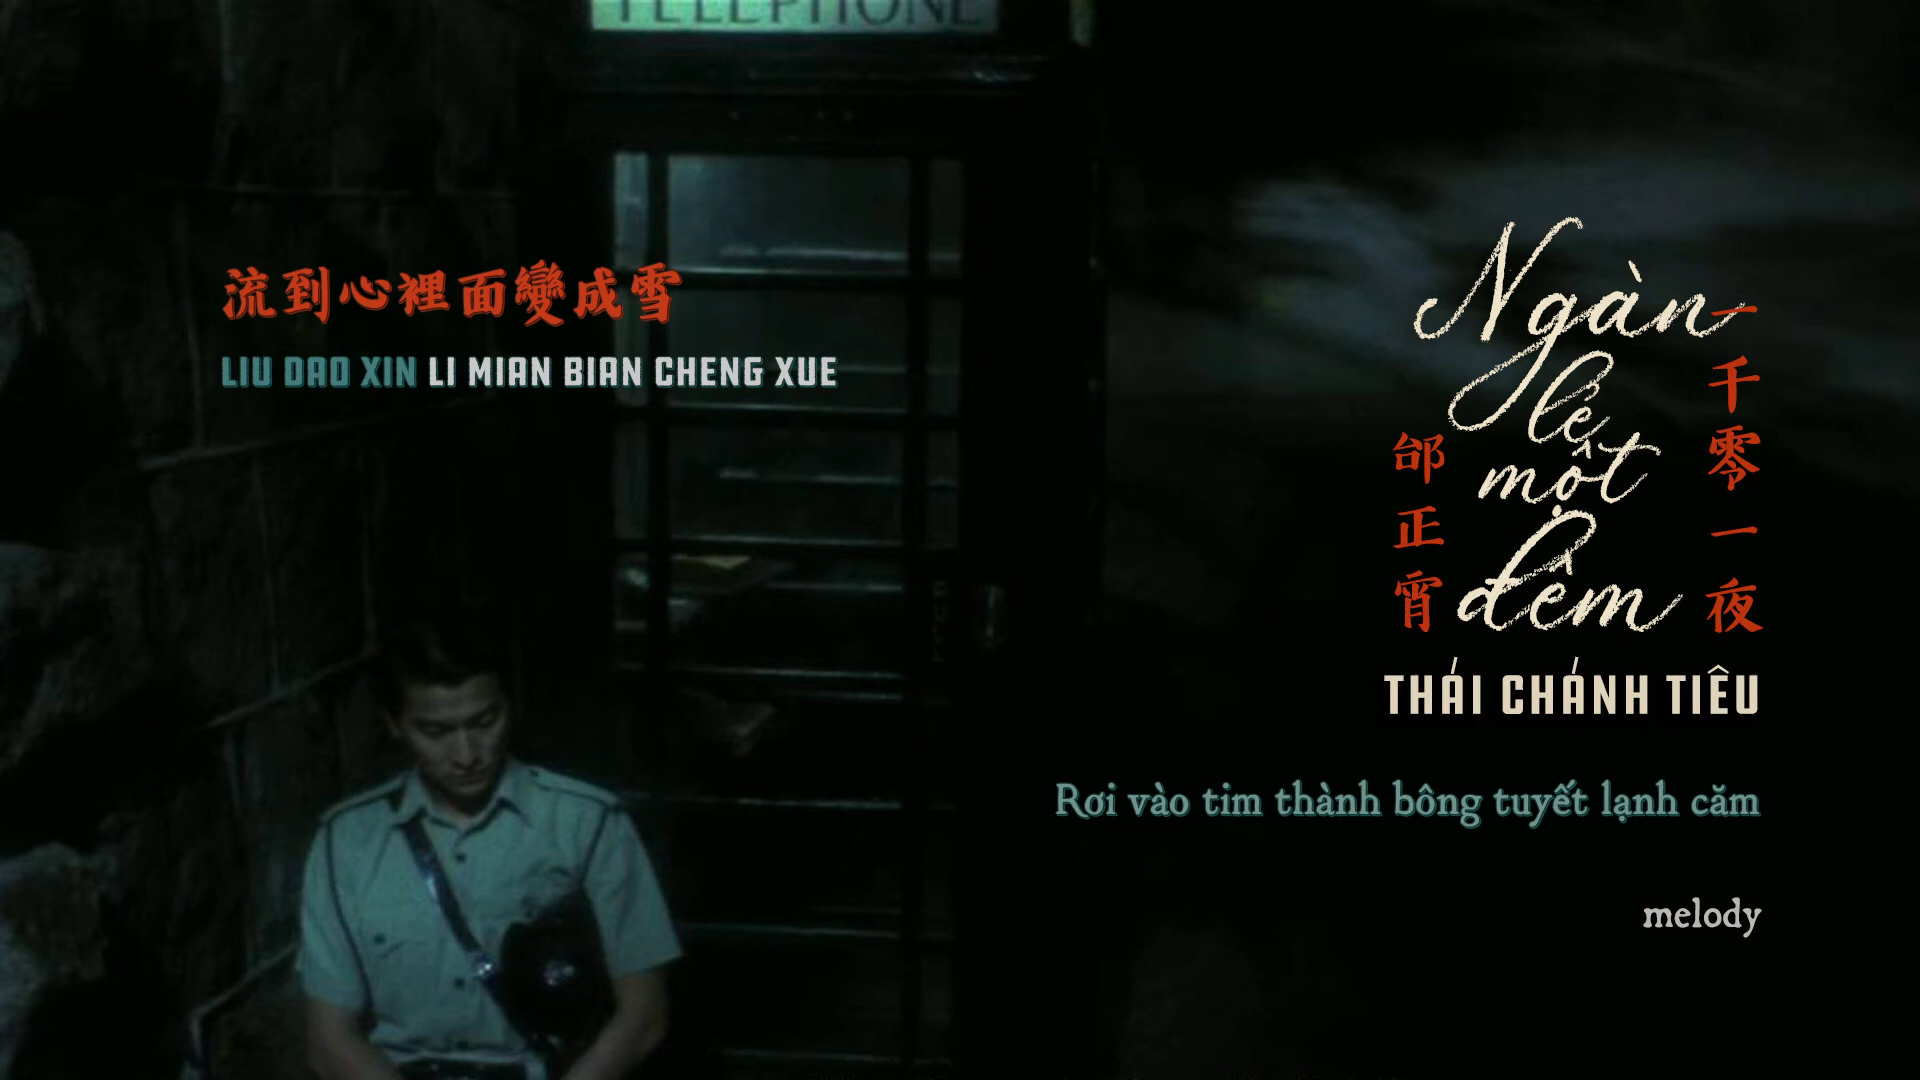 TELEPHONE
流到心裡面變成雪
LIU DAO XIN LI MIAN BIAN CHENG XUE
Ngàn
lẻ
một
đêm
一千零一夜
邰正宵
THÁI CHÁNH TIÊU
Rơi vào tim thành bông tuyết lạnh căm
melody